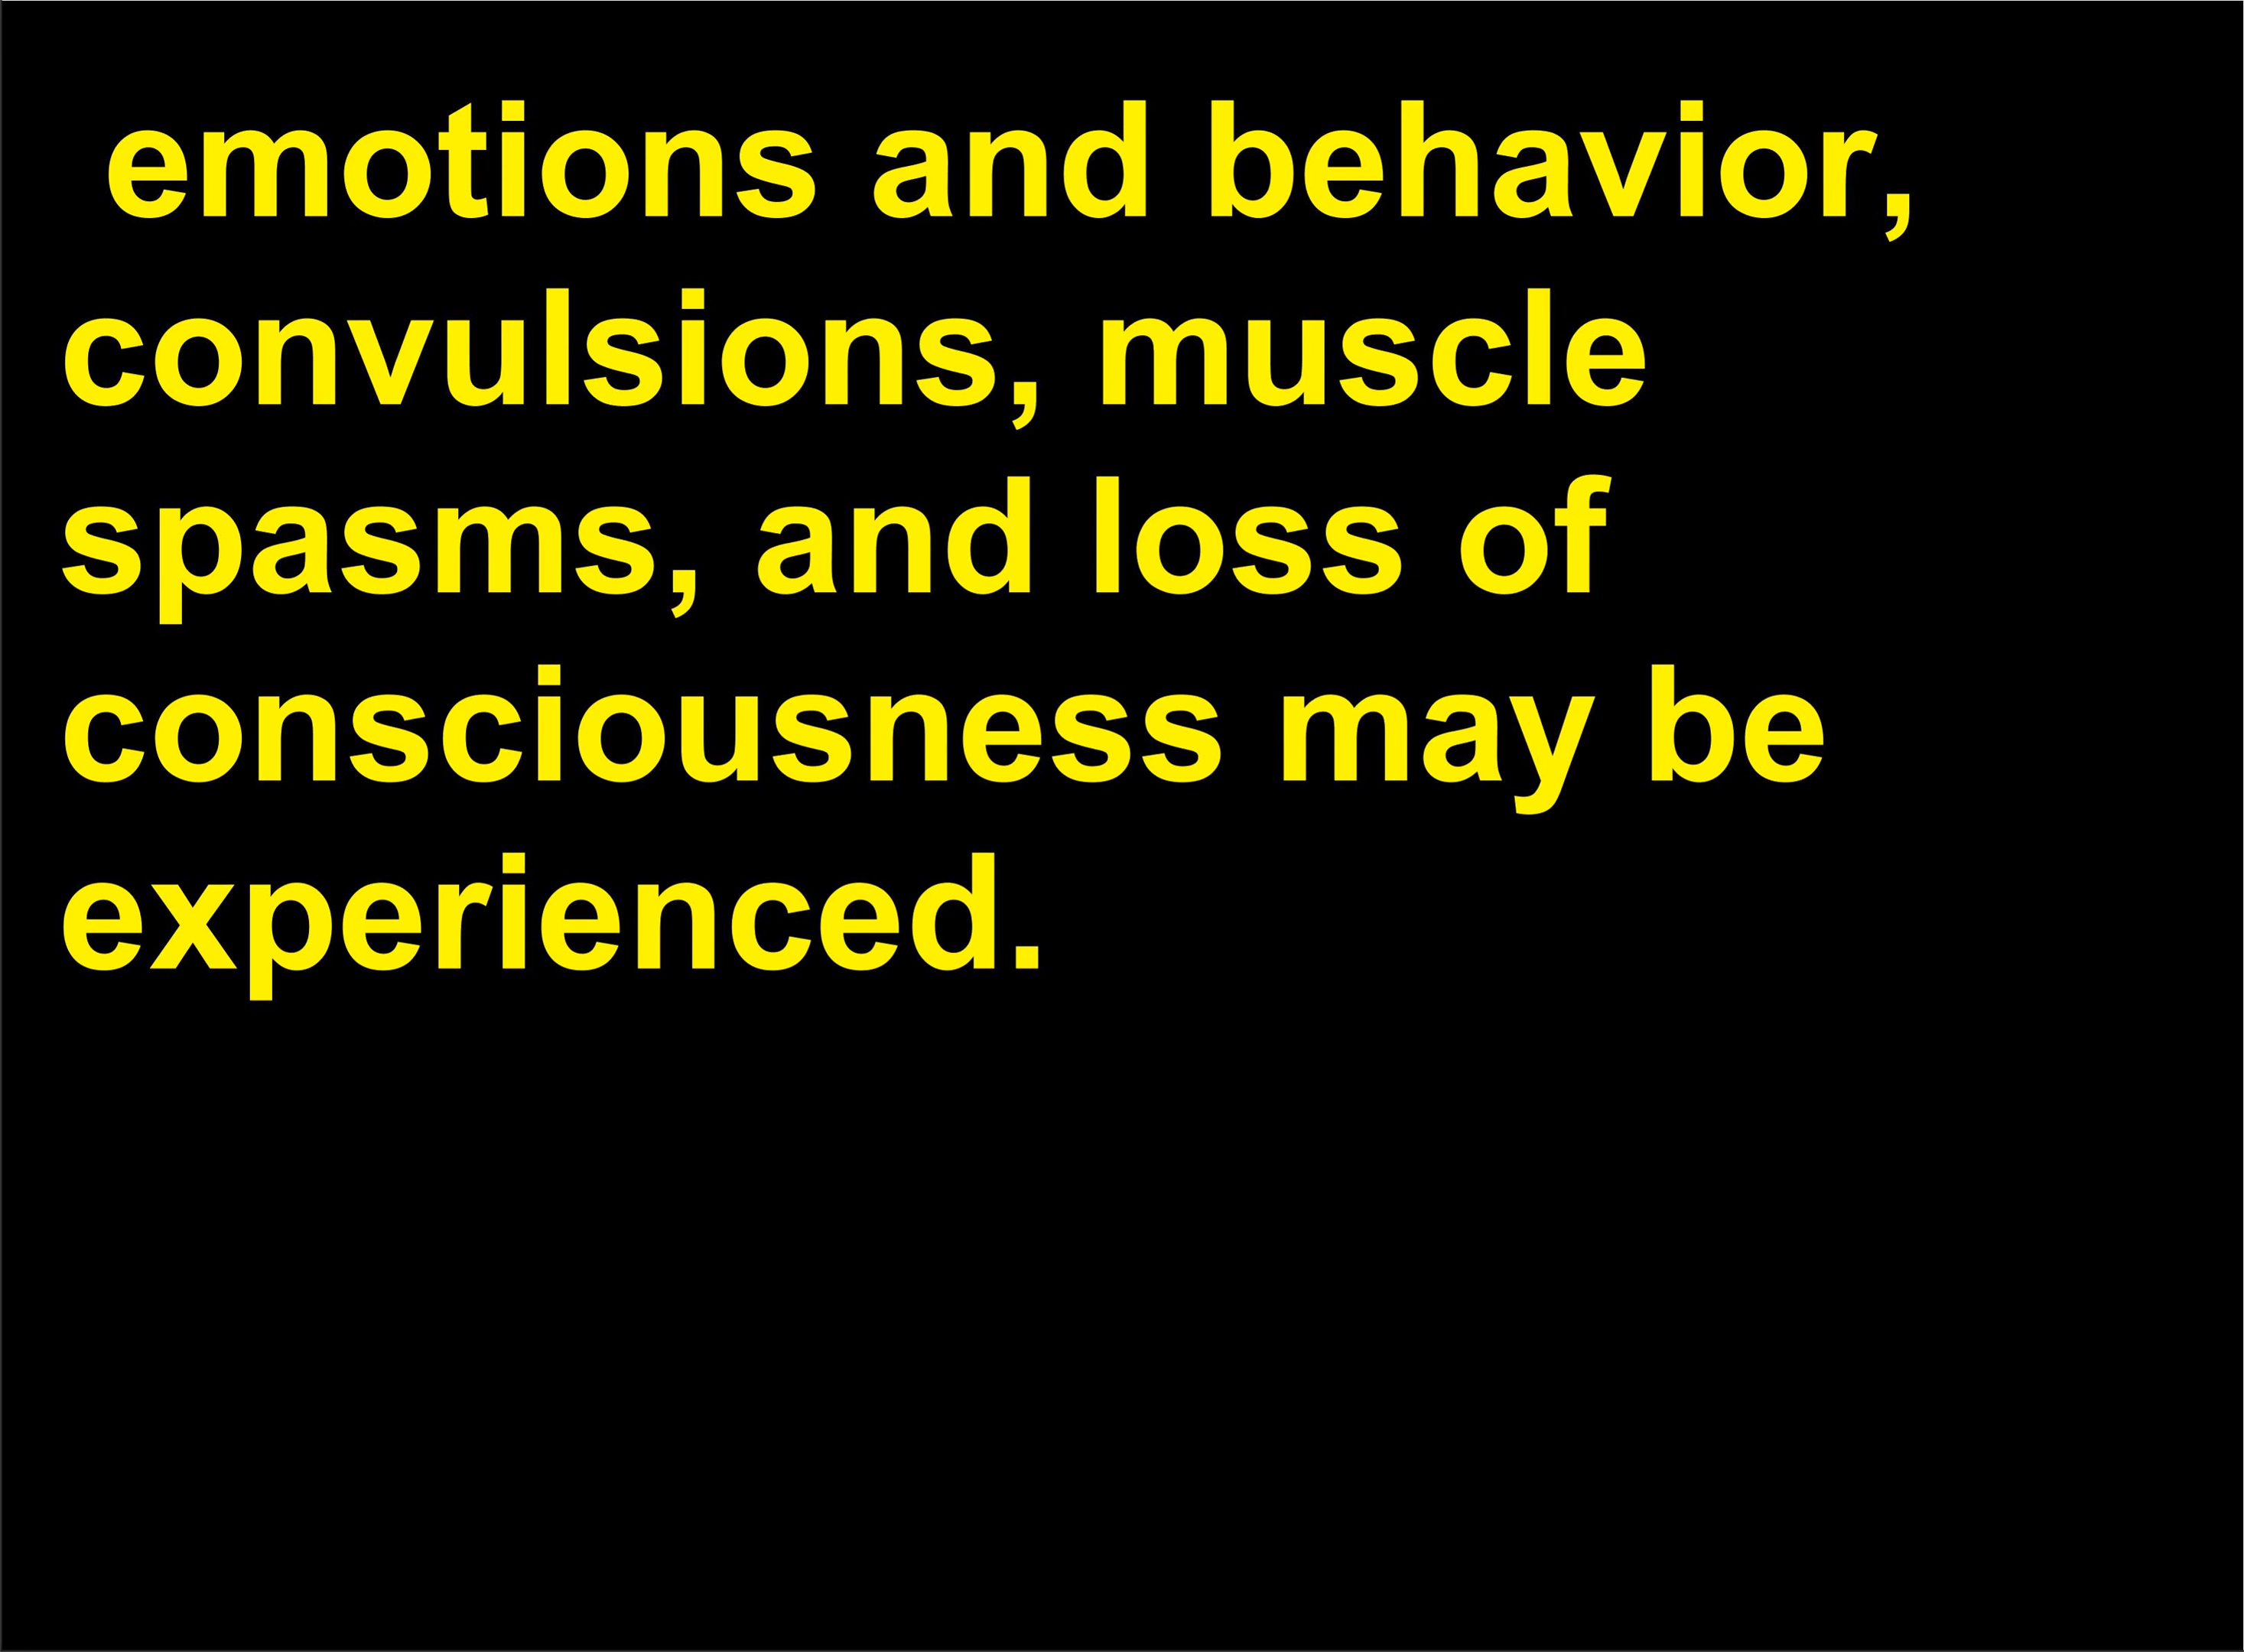 emotions and behavior,
convulsions, muscle
spasms, and loss of
consciousness may be
experienced.